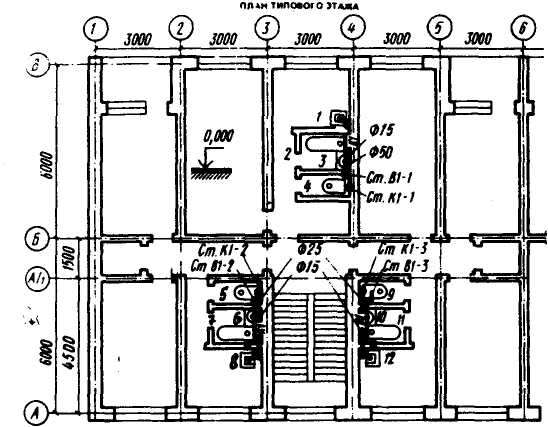 ПЛАН ТИПОВОГО ЭТАЖА
1 2 3 4 5 6
3000 3000 3000 3000 3000
В
1
Ф15
0,000
2
3
Ф50
6000
Ст. В1-1
4
Ст. К1-1
Б
Ст. К1-2 Ф25 Ст К1-3
1500
Ст В1-2 Ф15 Ст В1-3
А/1
5 9
6 10
7 11
6000
4500
8 12
А